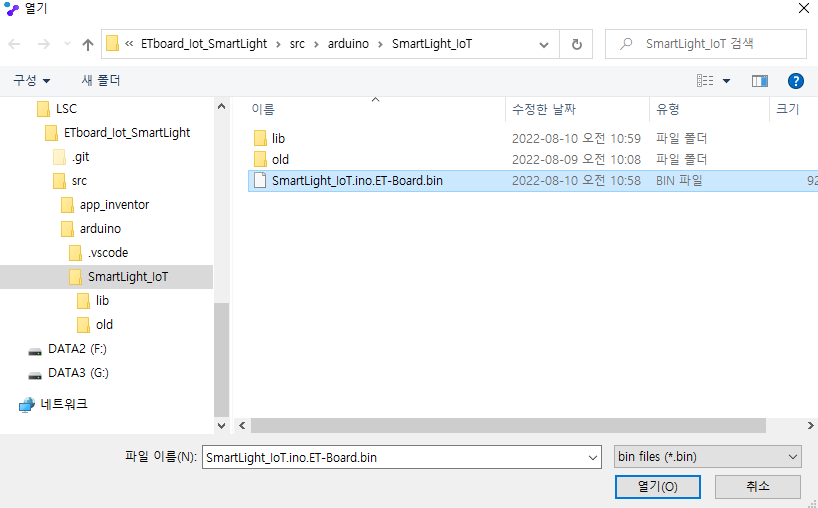 열기
« ETboard_Iot_SmartLight > src > arduino > SmartLight_IoT
SmartLight_IoT 검색
구성 새 폴더
LSC
ETboard_Iot_SmartLight
.git
src
app_inventor
arduino
.vscode
SmartLight_IoT
lib
old
DATA2 (F:)
DATA3 (G:)
네트워크
이름 수정한 날짜 유형 크기
lib 2022-08-10 오전 10:59 파일 폴더
old 2022-08-09 오전 10:08 파일 폴더
SmartLight_IoT.ino.ET-Board.bin 2022-08-10 오전 10:58 BIN 파일 92
파일 이름(N): SmartLight_IoT.ino.ET-Board.bin bin files (*.bin)
열기(O) 취소